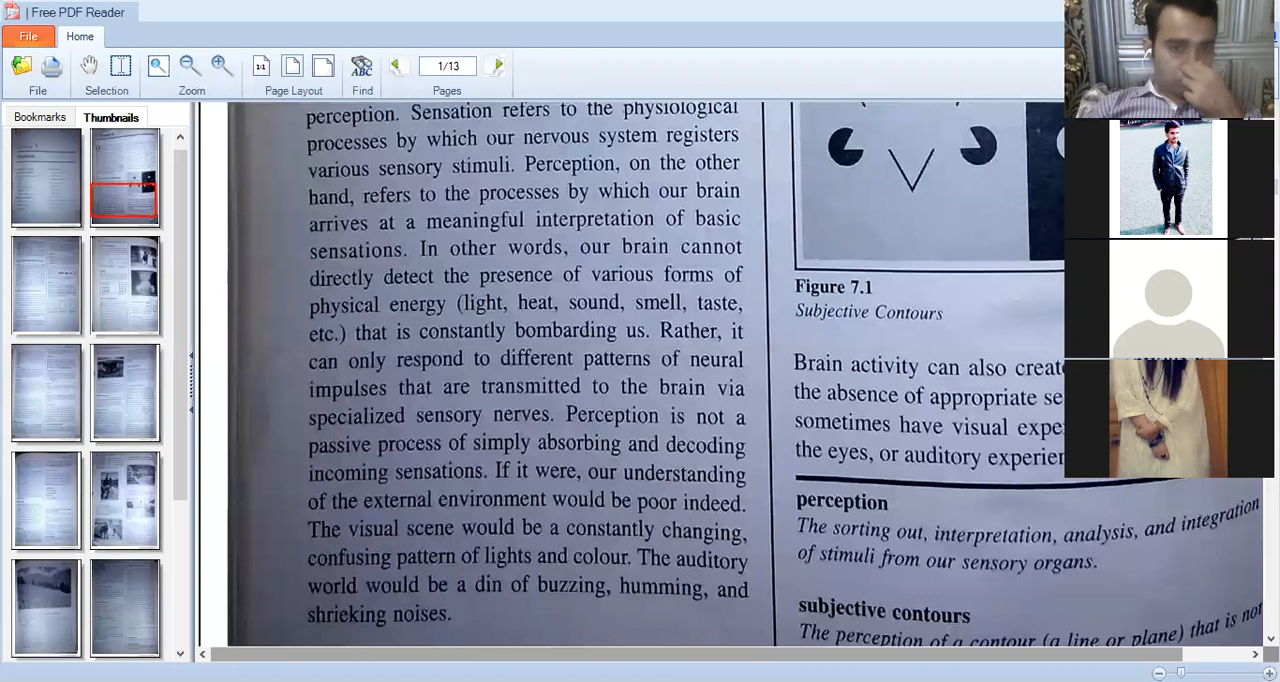 | Free PDF Reader
File
Home
File
Selection
Zoom
1:1
Page Layout
ABC
Find
1/13
Pages
Bookmarks
Thumbnails
perception. Sensation refers to the physiological
processes by which our nervous system registers
various sensory stimuli. Perception, on the other
hand, refers to the processes by which our brain
arrives at a meaningful interpretation of basic
sensations. In other words, our brain cannot
directly detect the presence of various forms of
physical energy (light, heat, sound, smell, taste,
etc.) that is constantly bombarding us. Rather, it
can only respond to different patterns of neural
impulses that are transmitted to the brain via
specialized sensory nerves. Perception is not a
passive process of simply absorbing and decoding
incoming sensations. If it were, our understanding
of the external environment would be poor indeed.
The visual scene would be a constantly changing,
confusing pattern of lights and colour. The auditory
world would be a din of buzzing, humming, and
shrieking noises.
Figure 7.1
Subjective Contours
Brain activity can also creat
the absence of appropriate se
sometimes have visual expe
the eyes, or auditory experier
perception
The sorting out, interpretation, analysis, and integration
of stimuli from our sensory organs.
subjective contours
The perception of a contour (a line or plane) that is not